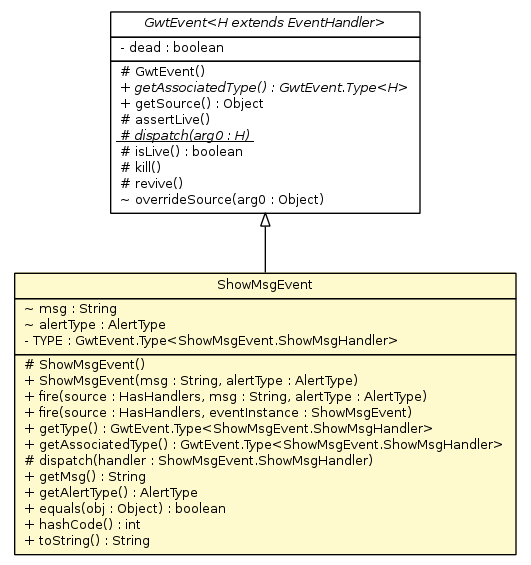 GwtEvent<H extends EventHandler>
- dead : boolean
# GwtEvent()
+ getAssociatedType() : GwtEvent.Type<H>
+ getSource() : Object
# assertLive()
# dispatch(arg0 : H)
# isLive() : boolean
# kill()
# revive()
~ overrideSource(arg0 : Object)
ShowMsgEvent
~ msg : String
~ alertType : AlertType
- TYPE : GwtEvent.Type<ShowMsgEvent.ShowMsgHandler>
# ShowMsgEvent()
+ ShowMsgEvent(msg : String, alertType : AlertType)
+ fire(source : HasHandlers, msg : String, alertType : AlertType)
+ fire(source : HasHandlers, eventInstance : ShowMsgEvent)
+ getType() : GwtEvent.Type<ShowMsgEvent.ShowMsgHandler>
+ getAssociatedType() : GwtEvent.Type<ShowMsgEvent.ShowMsgHandler>
# dispatch(handler : ShowMsgEvent.ShowMsgHandler)
+ getMsg() : String
+ getAlertType() : AlertType
+ equals(obj : Object) : boolean
+ hashCode() : int
+ toString() : String